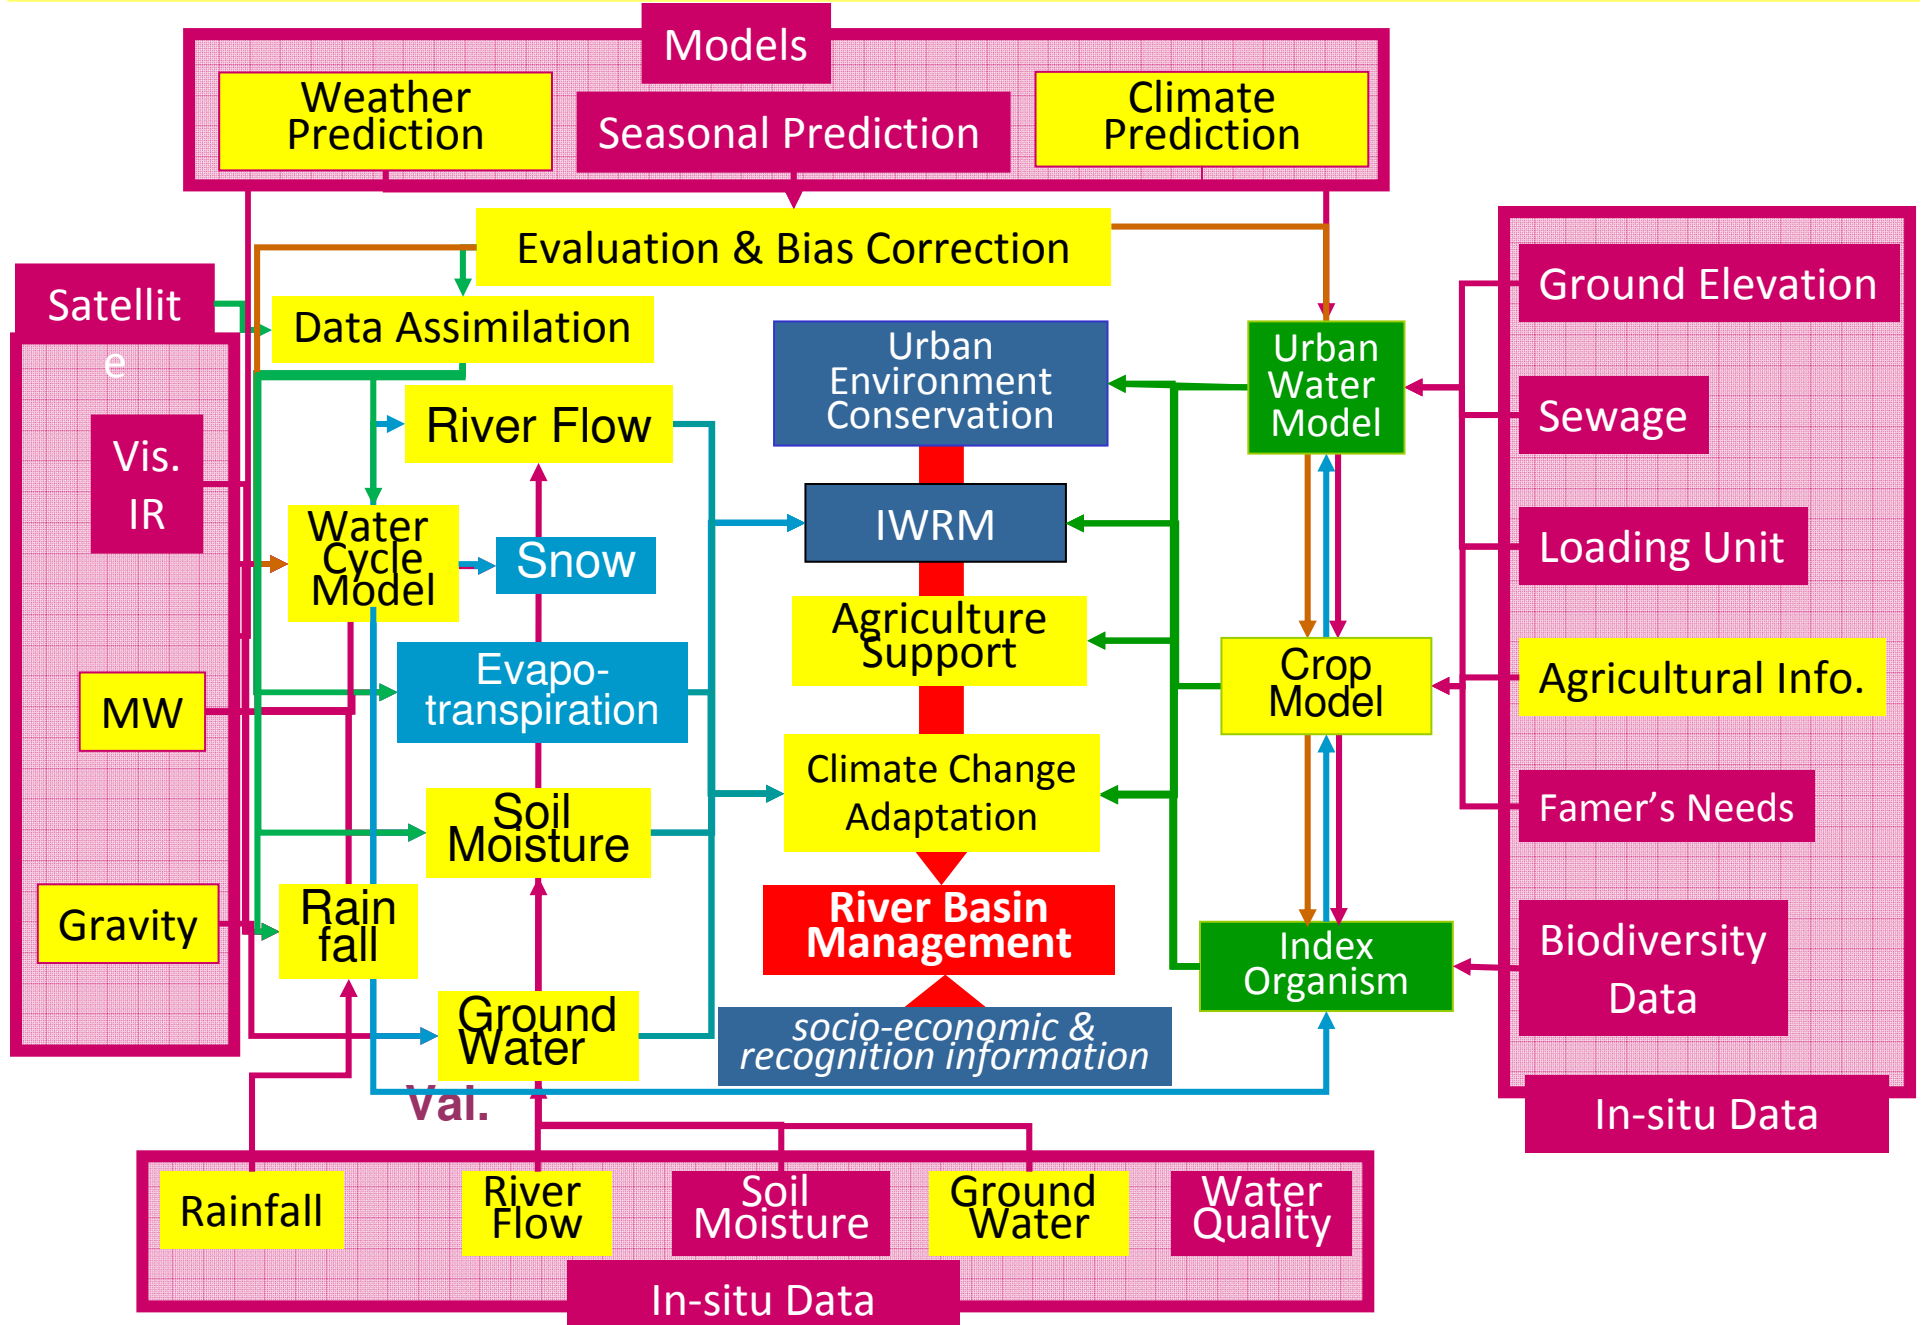 Models
Weather
Prediction
Seasonal Prediction
Climate
Prediction
Evaluation & Bias Correction
Satellit
e
Data Assimilation
Vis.
IR
MW
Gravity
River Flow
Water
Cycle
Model
Snow
Evapo-
transpiration
Soil
Moisture
Rain
fall
Ground
Water
Val.
Urban
Environment
Conservation
IWRM
Agriculture
Support
Climate Change
Adaptation
River Basin
Management
socio-economic &
recognition information
Urban
Water
Model
Crop
Model
Index
Organism
Ground Elevation
Sewage
Loading Unit
Agricultural Info.
Famer's Needs
Biodiversity
Data
In-situ Data
Rainfall
River
Flow
Soil
Moisture
Ground
Water
Water
Quality
In-situ Data